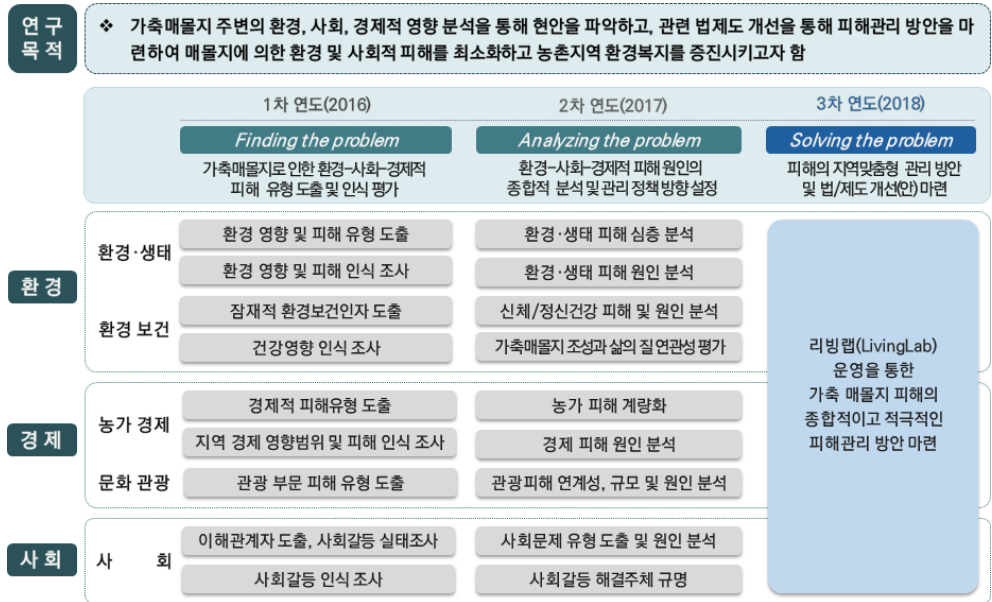 연 구
목 적
❖ 가축매몰지 주변의 환경, 사회, 경제적 영향 분석을 통해 현안을 파악하고, 관련 법제도 개선을 통해 피해관리 방안을 마
련하여 매몰지에 의한 환경 및 사회적 피해를 최소화하고 농촌지역 환경복지를 증진시키고자 함
1차 연도(2016)
2차 연도(2017)
3차 연도(2018)
Finding the problem
Analyzing the problem
Solving the problem
가축매몰지로 인한 환경-사회-경제적
피해 유형 도출 및 인식 평가
환경-사회-경제적 피해 원인의
종합적 분석 및 관리 정책 방향 설정
피해의 지역맞춤형 관리 방안
및 법/제도 개선(안) 마련
환 경
환경·생태
환경 영향 및 피해 유형 도출
환경·생태 피해 심층 분석
환경 영향 및 피해 인식 조사
환경·생태 피해 원인 분석
환경 보건
잠재적 환경보건인자 도출
신체/정신건강 피해 및 원인 분석
건강영향 인식 조사
가축매몰지 조성과 삶의 질 연관성 평가
경 제
농가 경제
경제적 피해유형 도출
농가 피해 계량화
지역 경제 영향범위 및 피해 인식 조사
경제 피해 원인 분석
문화 관광
관광 부문 피해 유형 도출
관광피해 연계성, 규모 및 원인 분석
사 회
사 회
이해관계자 도출, 사회갈등 실태조사
사회문제 유형 도출 및 원인 분석
사회갈등 인식 조사
사회갈등 해결주체 규명
리빙랩(LivingLab)
운영을 통한
가축 매몰지 피해의
종합적이고 적극적인
피해관리 방안 마련